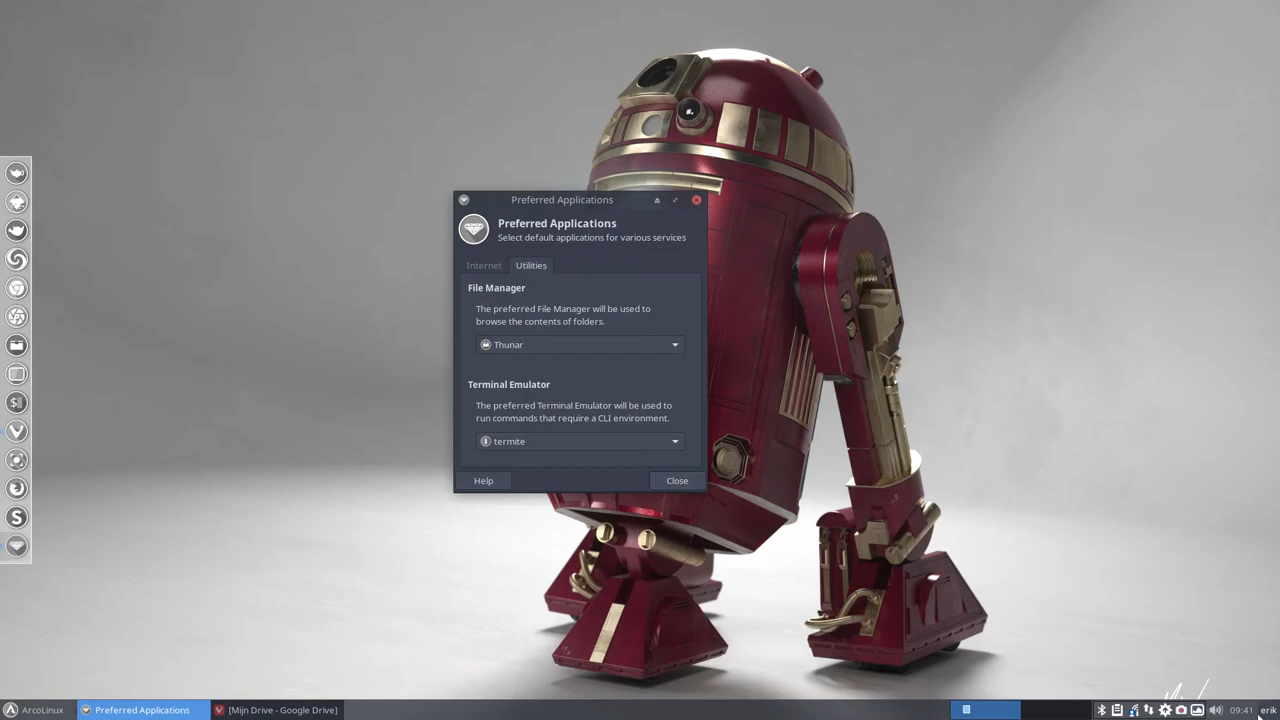 Preferred Applications
Preferred Applications
Select default applications for various services
Internet Utilities
File Manager
The preferred File Manager will be used to
browse the contents of folders.
Thunar
Terminal Emulator
The preferred Terminal Emulator will be used to
run commands that require a CLI environment.
termite
Help Close
ArcoLinux Preferred Applications [Mijn Drive - Google Drive] 09:41 erik